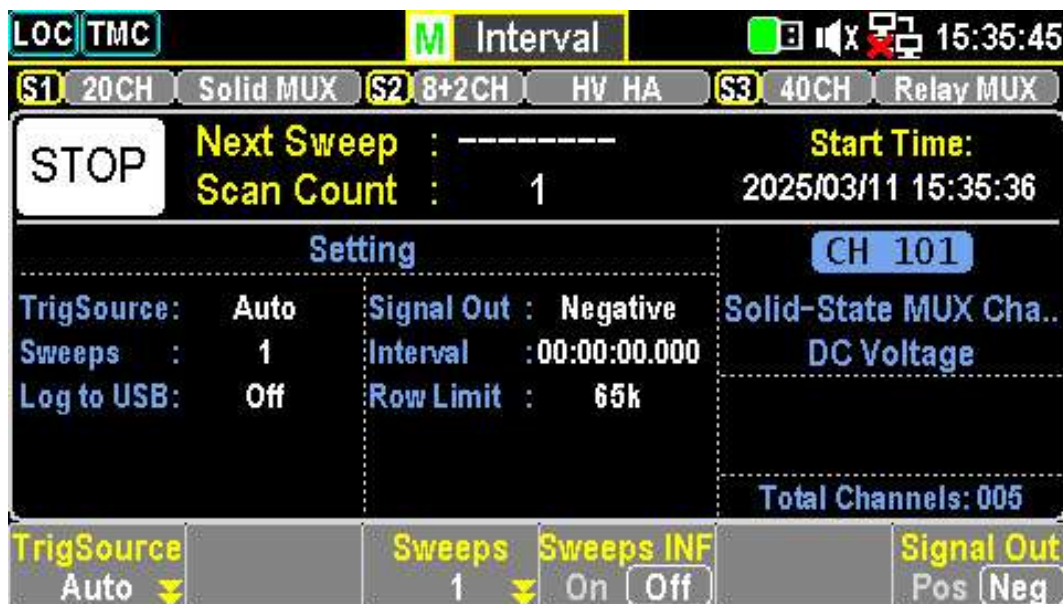 LOC TMC M Interval 15:35:45
S1 20CH Solid MUX S2 8+2CH HV HA S3 40CH Relay MUX
STOP
Next Sweep : --------
Scan Count : 1
Start Time:
2025/03/11 15:35:36
Setting
TrigSource: Auto
Sweeps : 1
Log to USB: Off
Signal Out : Negative
Interval :00:00:00.000
Row Limit : 65k
CH 101
Solid-State MUX Cha..
DC Voltage
Total Channels: 005
TrigSource
Auto
Sweeps
1
Sweeps INF
On Off
Signal Out
Pos Neg